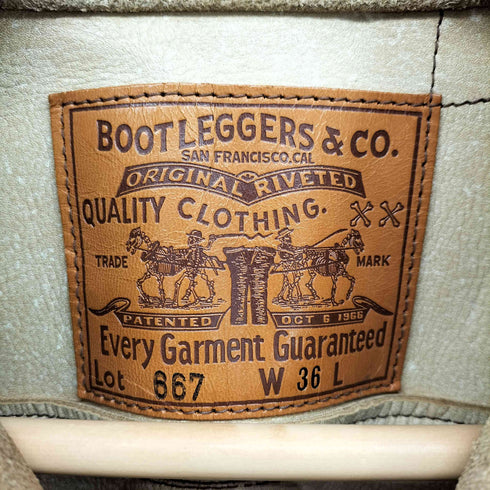 BOOTLEGGERS & CO.
SAN FRANCISCO.CAL
ORIGINAL RIVETED
QUALITY CLOTHING.
TRADE MARK
PATENTED OCT 6 1966
Every Garment Guaranteed
Lot 667 W 36 L